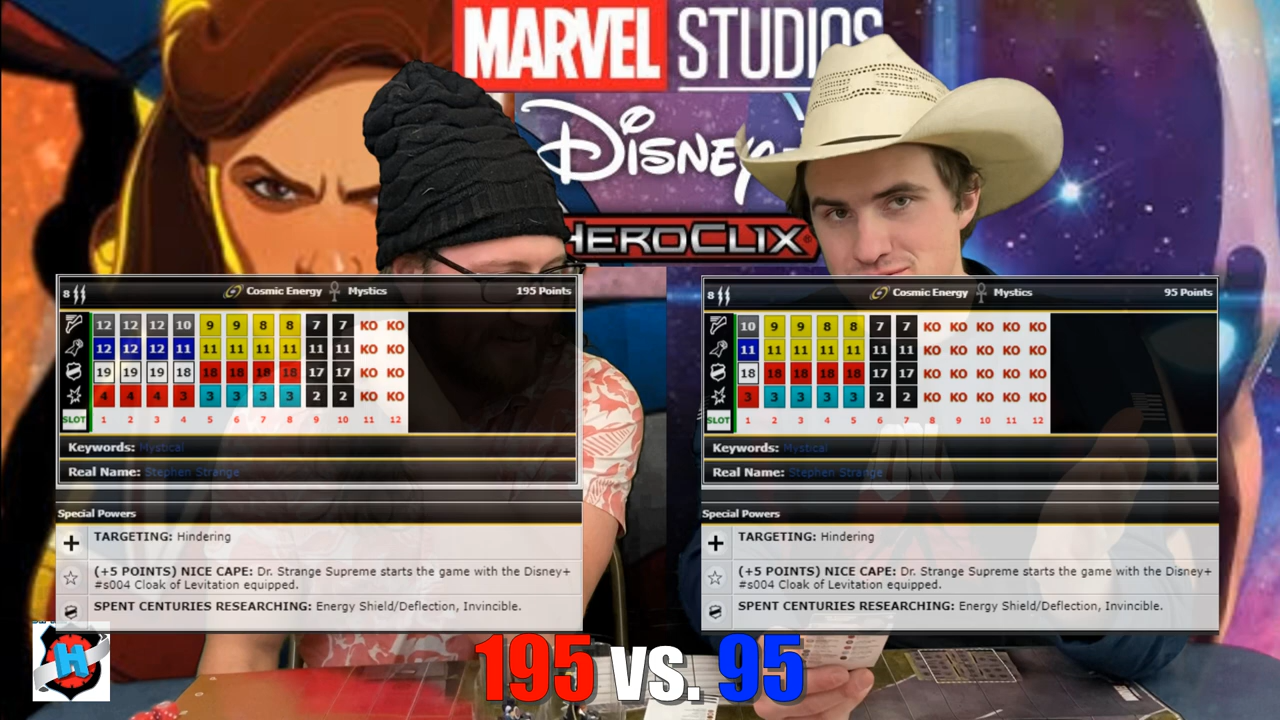 MARVEL STUDIOS
Disney
HEROCLIX
8 Cosmic Energy Mystics 195 Points
12 12 12 10 9 9 8 8 7 7 KO KO
12 12 12 11 11 11 11 11 11 11 KO KO
19 19 19 18 18 18 18 18 17 17 KO KO
4 4 4 3 3 3 3 3 2 2 KO KO
SLOT 1 2 3 4 5 6 7 8 9 10 11 12
Keywords: Mystical
Real Name: Stephen Strange
Special Powers
TARGETING: Hindering
(+5 POINTS) NICE CAPE: Dr. Strange Supreme starts the game with the Disney+
#s004 Cloak of Levitation equipped.
SPENT CENTURIES RESEARCHING: Energy Shield/Deflection, Invincible.
8 Cosmic Energy Mystics 95 Points
10 9 9 8 8 7 7 KO KO KO KO KO
11 11 11 11 11 11 11 KO KO KO KO KO
18 18 18 18 18 17 17 KO KO KO KO KO
3 3 3 3 3 2 2 KO KO KO KO KO
SLOT 1 2 3 4 5 6 7 8 9 10 11 12
Keywords: Mystical
Real Name: Stephen Strange
Special Powers
TARGETING: Hindering
(+5 POINTS) NICE CAPE: Dr. Strange Supreme starts the game with the Disney+
#s004 Cloak of Levitation equipped.
SPENT CENTURIES RESEARCHING: Energy Shield/Deflection, Invincible.
H
195 vs. 95